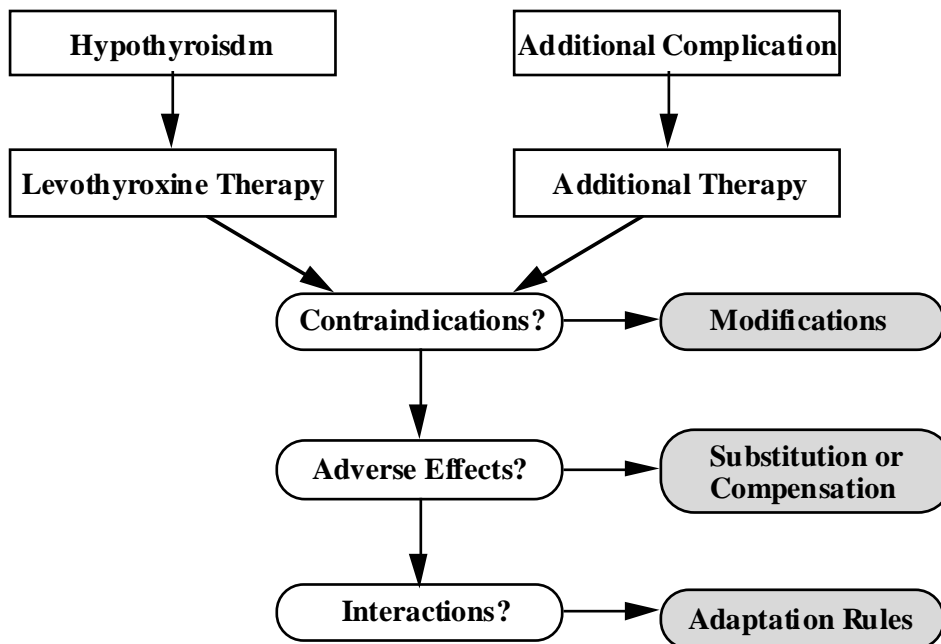 Hypothyroisdm
Additional Complication
Levothyroxine Therapy
Additional Therapy
Contraindications?
Modifications
Adverse Effects?
Substitution or
Compensation
Interactions?
Adaptation Rules